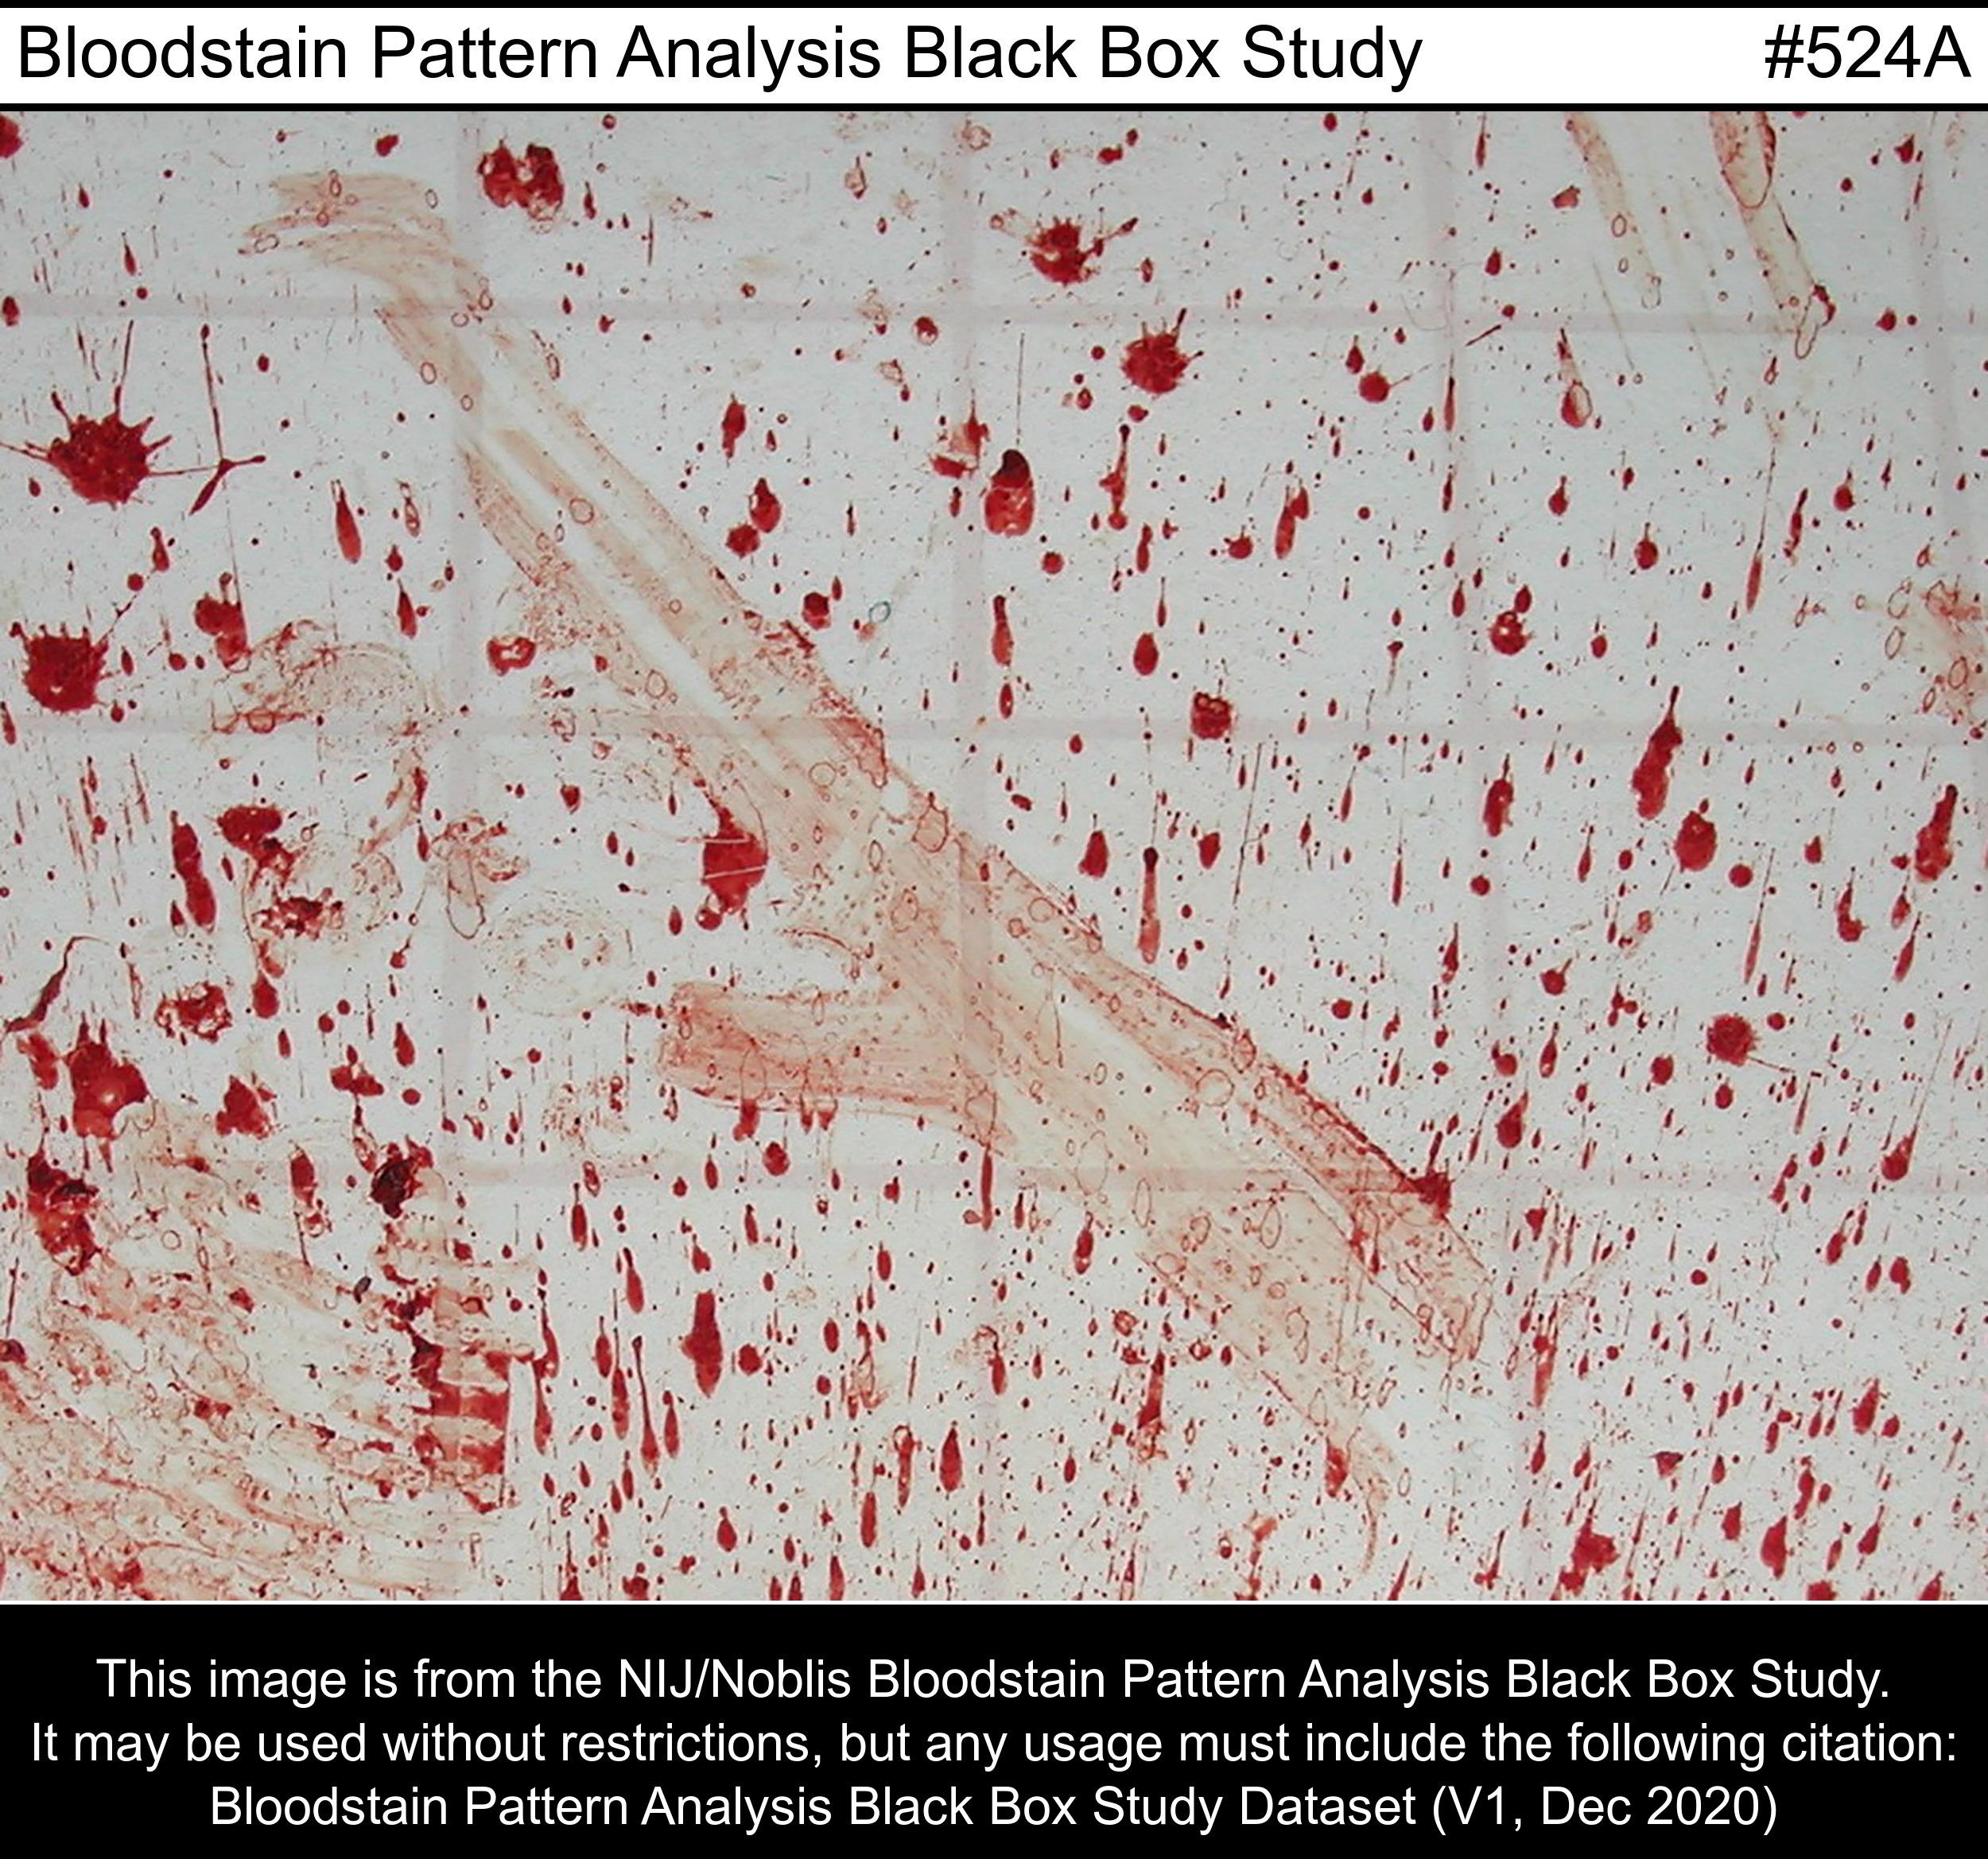 Bloodstain Pattern Analysis Black Box Study #524A
This image is from the NIJ/Noblis Bloodstain Pattern Analysis Black Box Study.
It may be used without restrictions, but any usage must include the following citation:
Bloodstain Pattern Analysis Black Box Study Dataset (V1, Dec 2020)